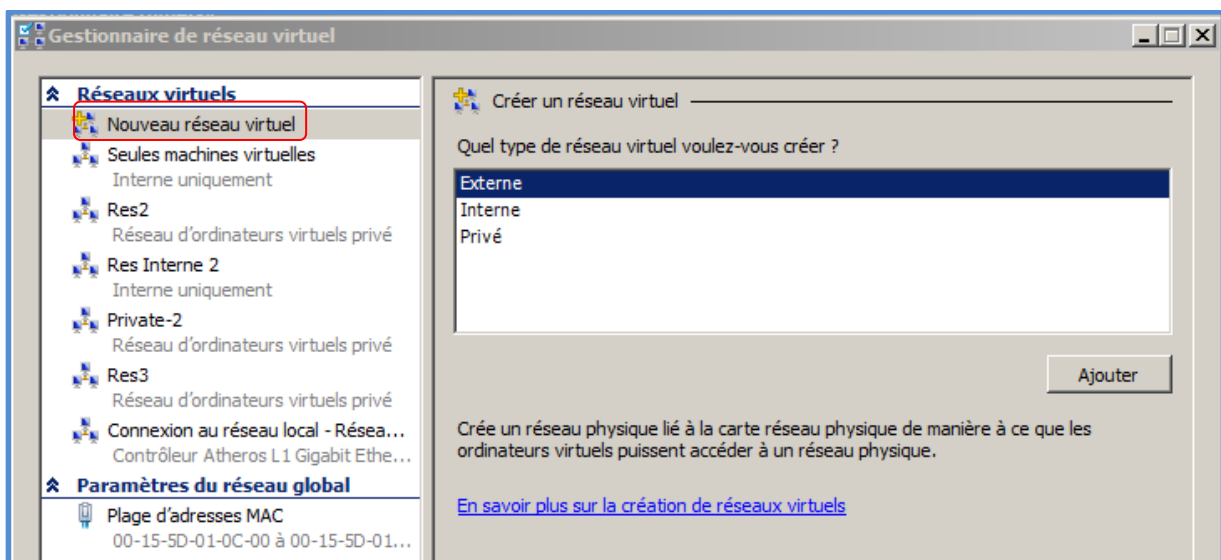 Gestionnaire de réseau virtuel
Réseaux virtuels
Nouveau réseau virtuel
Seules machines virtuelles
Interne uniquement
Res2
Réseau d'ordinateurs virtuels privé
Res Interne 2
Interne uniquement
Private-2
Réseau d'ordinateurs virtuels privé
Res3
Réseau d'ordinateurs virtuels privé
Connexion au réseau local - Résea...
Contrôleur Atheros L1 Gigabit Ethe...
Paramètres du réseau global
Plage d'adresses MAC
00-15-5D-01-0C-00 à 00-15-5D-01...
Créer un réseau virtuel
Quel type de réseau virtuel voulez-vous créer ?
Externe
Interne
Privé
Ajouter
Crée un réseau physique lié à la carte réseau physique de manière à ce que les
ordinateurs virtuels puissent accéder à un réseau physique.
En savoir plus sur la création de réseaux virtuels